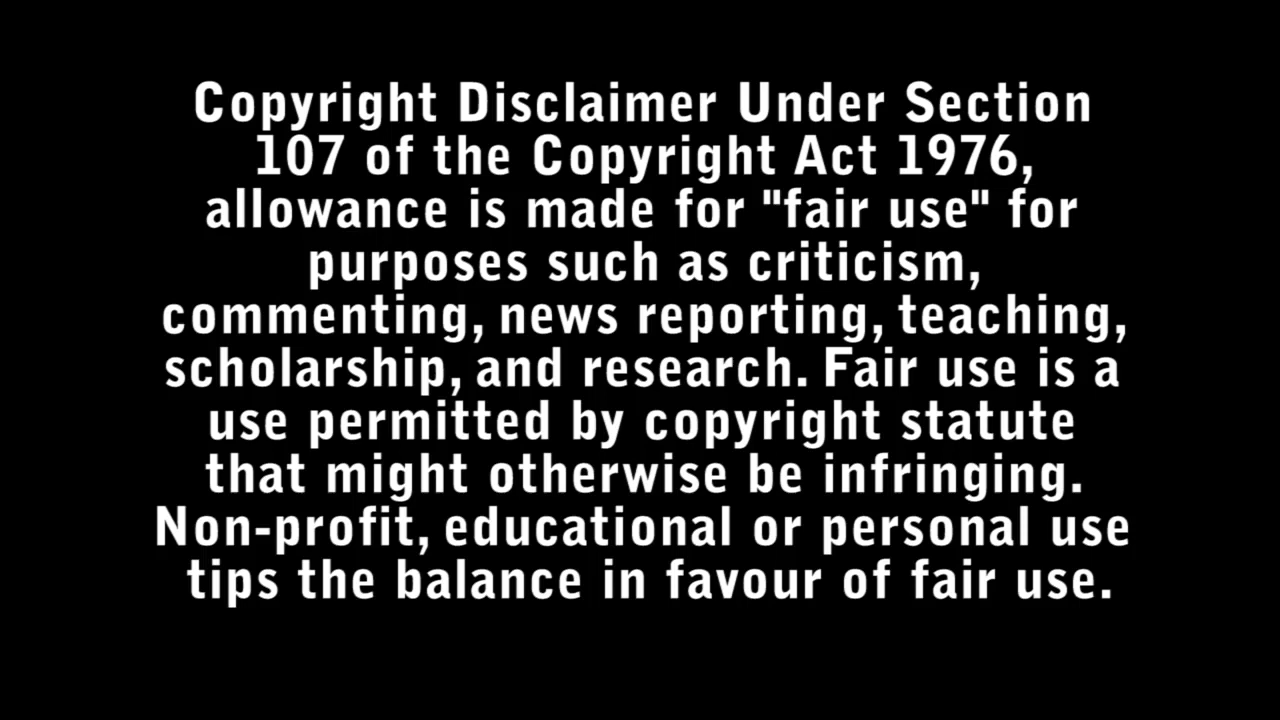 Copyright Disclaimer Under Section
107 of the Copyright Act 1976,
allowance is made for "fair use" for
purposes such as criticism,
commenting, news reporting, teaching,
scholarship, and research. Fair use is a
use permitted by copyright statute
that might otherwise be infringing.
Non-profit, educational or personal use
tips the balance in favour of fair use.